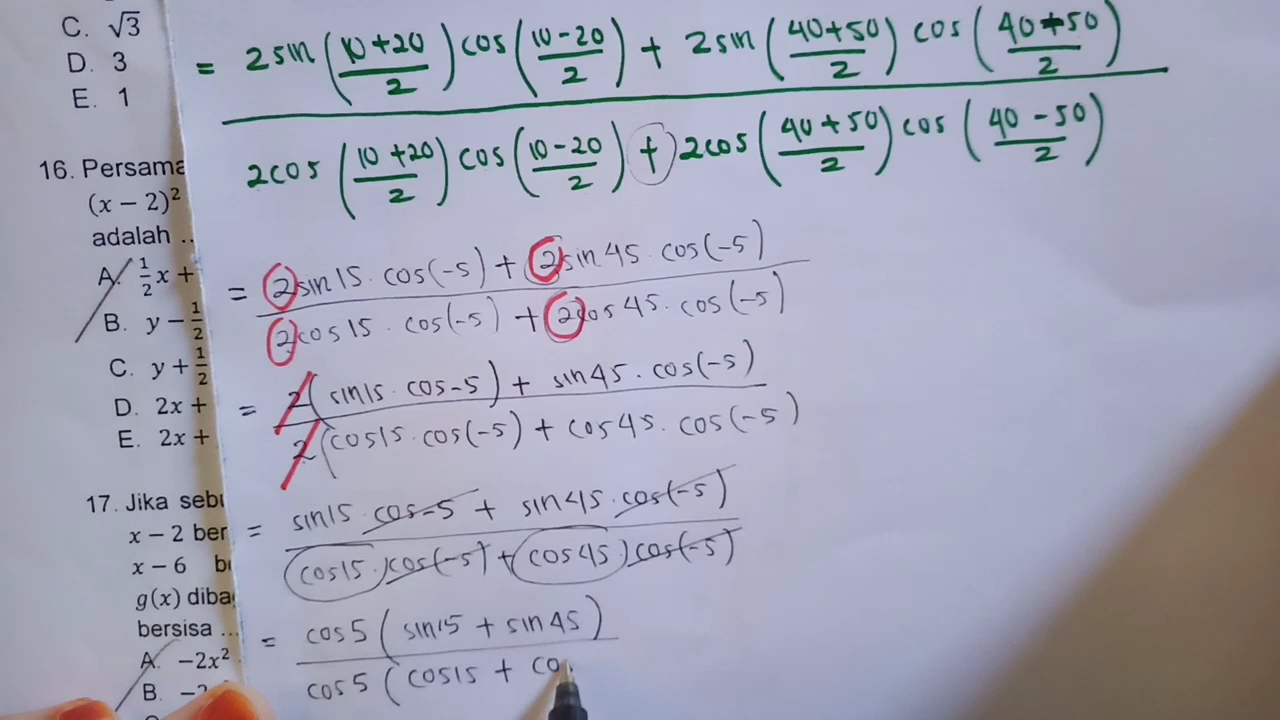 C. √3
D. 3
E. 1
= (2sin((10+20)/2)cos((10-20)/2) + 2sin((40+50)/2)cos((40+50)/2)) / (2cos((10+20)/2)cos((10-20)/2) + 2cos((40+50)/2)cos((40-50)/2))
16. Persama
(x − 2)²
adalah ..
A. 1/2 x +
B. y − 1/2
C. y + 1/2
D. 2x +
E. 2x +
= (2sin15 · cos(-5) + 2sin45 · cos(-5)) / (2cos15 · cos(-5) + 2cos45 · cos(-5))
= 2(sin15 · cos-5) + sin45 · cos(-5) / 2(cos15 · cos(-5) + cos45 · cos(-5)
17. Jika seb
x − 2 ber
x − 6 b
g(x) diba
bersisa ...
A. −2x²
B. −2
= sin15 · cos-5 + sin45 · cos(-5) / cos15 cos(-5) + cos45 cos(-5)
= cos5 (sin15 + sin45) / cos5 (cos15 + co